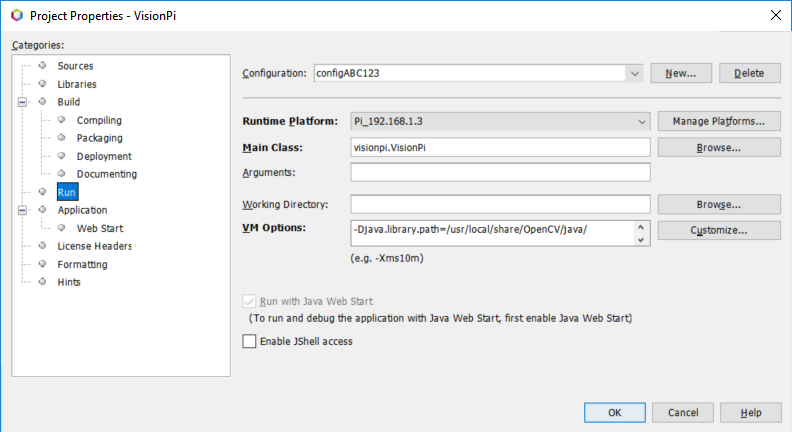 Project Properties - VisionPi
Categories:
Sources
Libraries
Build
Compiling
Packaging
Deployment
Documenting
Run
Application
Web Start
License Headers
Formatting
Hints
Configuration: configABC123 New... Delete
Runtime Platform: Pi_192.168.1.3 Manage Platforms...
Main Class: visionpi.VisionPi Browse...
Arguments:
Working Directory: Browse...
VM Options: -Djava.library.path=/usr/local/share/OpenCV/java/ Customize...
(e.g. -Xms10m)
Run with Java Web Start
(To run and debug the application with Java Web Start, first enable Java Web Start)
Enable JShell access
OK Cancel Help